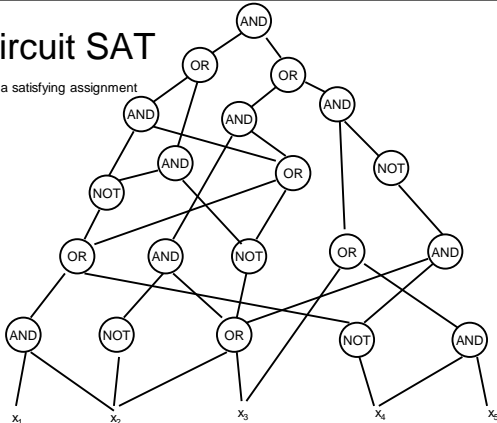 AND
ircuit SAT
OR
OR
a satisfying assignment
AND
AND
AND
AND
OR
NOT
NOT
OR
AND
NOT
OR
AND
AND
NOT
OR
NOT
AND
x1
x2
x3
x4
x5